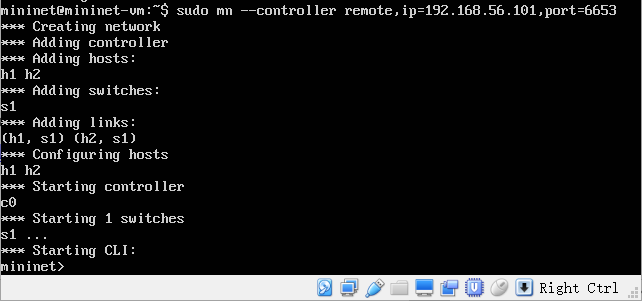 mininet@mininet-vm:~$ sudo mn --controller remote,ip=192.168.56.101,port=6653
*** Creating network
*** Adding controller
*** Adding hosts:
h1 h2
*** Adding switches:
s1
*** Adding links:
(h1, s1) (h2, s1)
*** Configuring hosts
h1 h2
*** Starting controller
c0
*** Starting 1 switches
s1 ...
*** Starting CLI:
mininet>
Right Ctrl